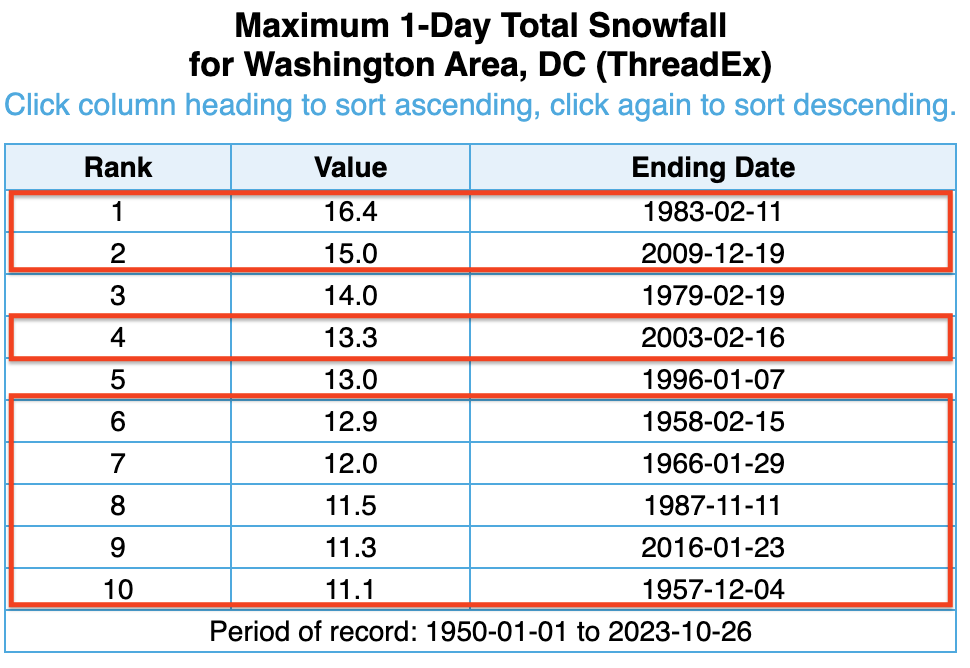 Maximum 1-Day Total Snowfall
for Washington Area, DC (ThreadEx)
Click column heading to sort ascending, click again to sort descending.
Rank Value Ending Date
1 16.4 1983-02-11
2 15.0 2009-12-19
3 14.0 1979-02-19
4 13.3 2003-02-16
5 13.0 1996-01-07
6 12.9 1958-02-15
7 12.0 1966-01-29
8 11.5 1987-11-11
9 11.3 2016-01-23
10 11.1 1957-12-04
Period of record: 1950-01-01 to 2023-10-26